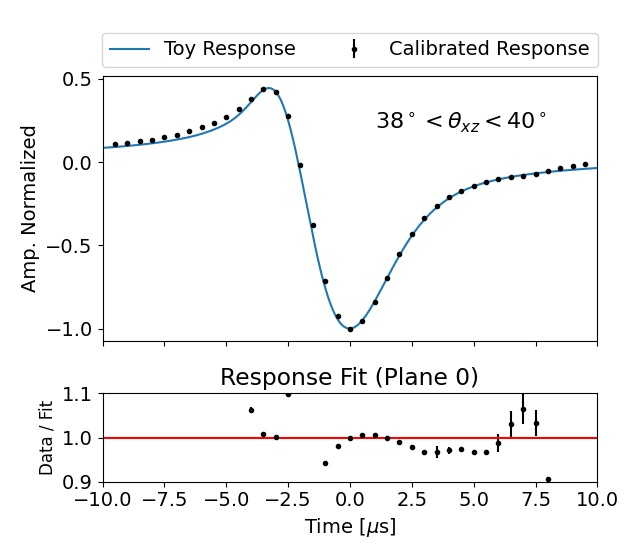 Toy Response Calibrated Response
0.5
0.0
−0.5
−1.0
Amp. Normalized
38° < θxz < 40°
Response Fit (Plane 0)
1.1
1.0
0.9
Data / Fit
−10.0 −7.5 −5.0 −2.5 0.0 2.5 5.0 7.5 10.0
Time [μs]